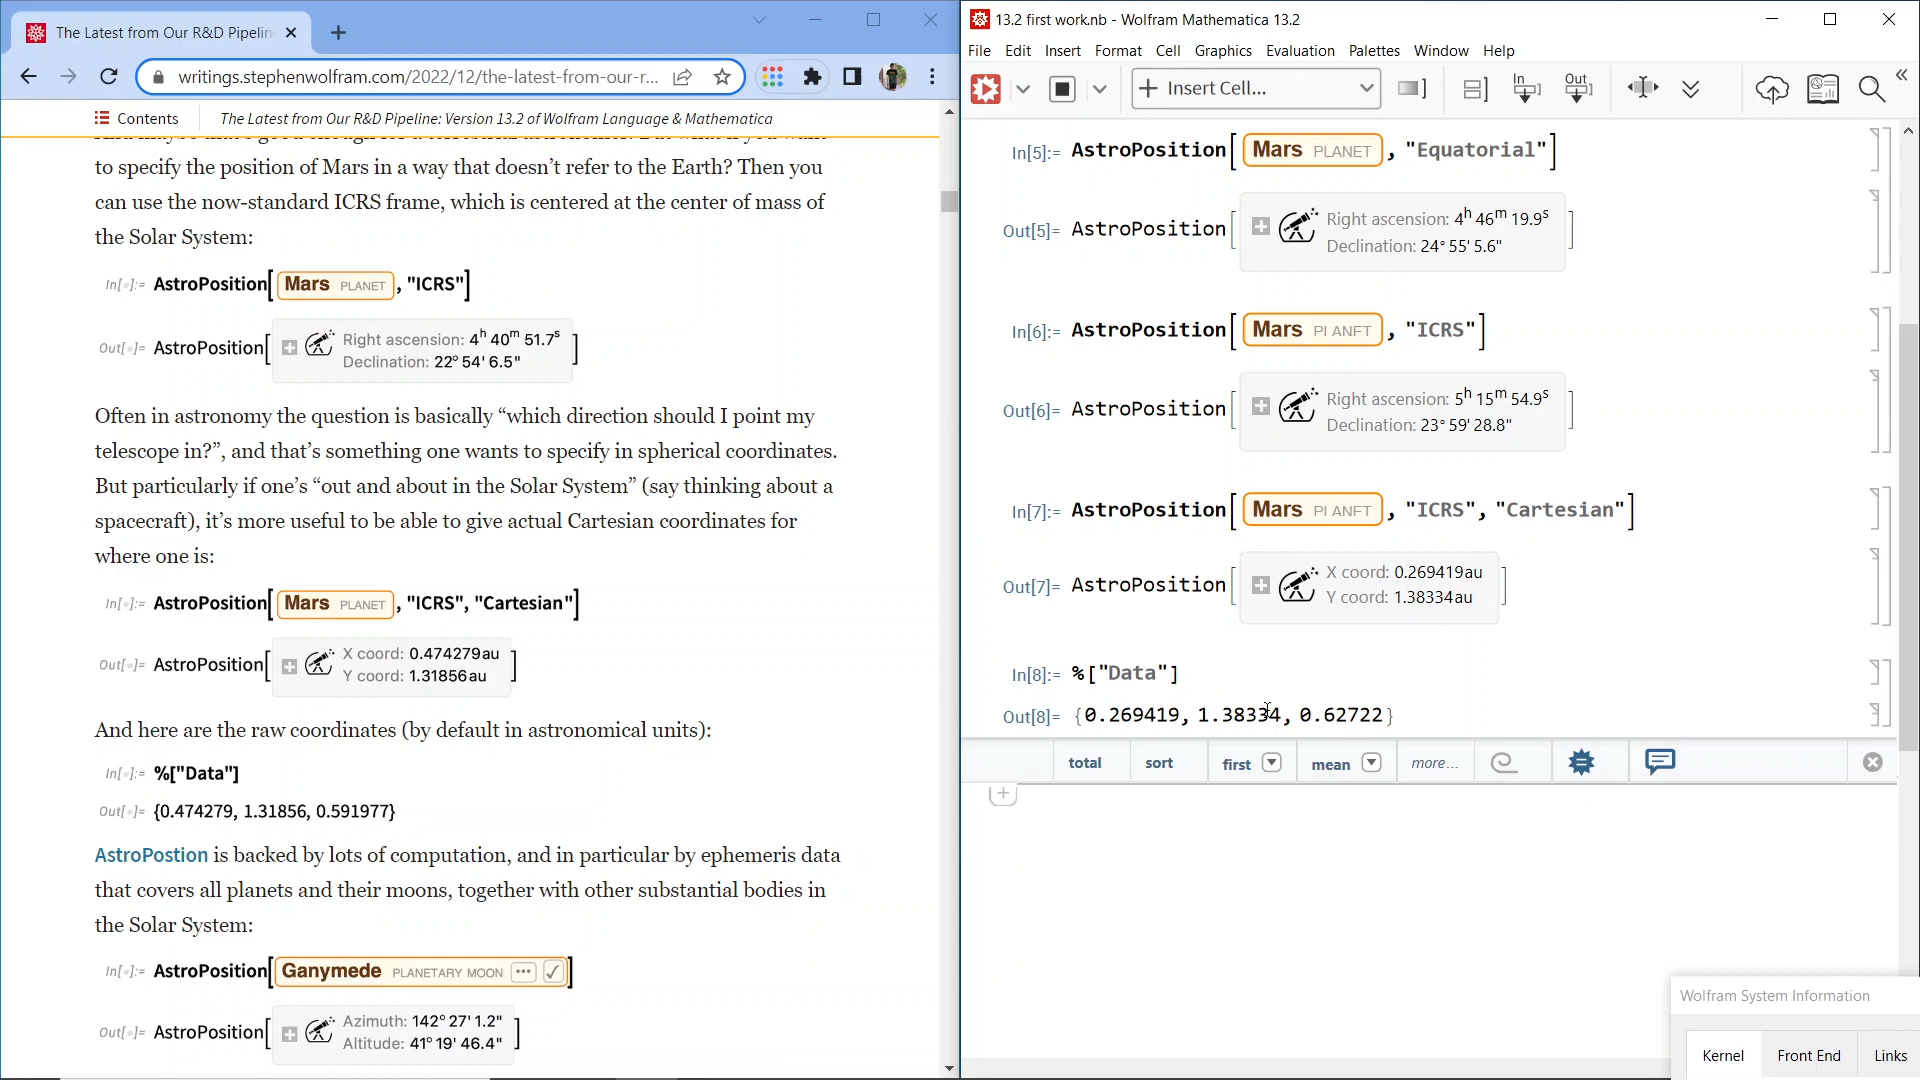 The Latest from Our R&D Pipelin
writings.stephenwolfram.com/2022/12/the-latest-from-our-r...
Contents
The Latest from Our R&D Pipeline: Version 13.2 of Wolfram Language & Mathematica
to specify the position of Mars in a way that doesn't refer to the Earth? Then you
can use the now-standard ICRS frame, which is centered at the center of mass of
the Solar System:
In[◦]:= AstroPosition[ Mars PLANET , "ICRS"]
Out[◦]= AstroPosition[ Right ascension: 4h 40m 51.7s
Declination: 22° 54' 6.5" ]
Often in astronomy the question is basically “which direction should I point my
telescope in?”, and that's something one wants to specify in spherical coordinates.
But particularly if one's “out and about in the Solar System” (say thinking about a
spacecraft), it's more useful to be able to give actual Cartesian coordinates for
where one is:
In[◦]:= AstroPosition[ Mars PLANET , "ICRS", "Cartesian"]
Out[◦]= AstroPosition[ X coord: 0.474279au
Y coord: 1.31856au ]
And here are the raw coordinates (by default in astronomical units):
In[◦]:= %["Data"]
Out[◦]= {0.474279, 1.31856, 0.591977}
AstroPostion is backed by lots of computation, and in particular by ephemeris data
that covers all planets and their moons, together with other substantial bodies in
the Solar System:
In[◦]:= AstroPosition[ Ganymede PLANETARY MOON ••• ✓ ]
Out[◦]= AstroPosition[ Azimuth: 142° 27' 1.2"
Altitude: 41° 19' 46.4" ]
13.2 first work.nb - Wolfram Mathematica 13.2
File Edit Insert Format Cell Graphics Evaluation Palettes Window Help
Insert Cell... In Out
In[5]:= AstroPosition[ Mars PLANET , "Equatorial"]
Out[5]= AstroPosition[ Right ascension: 4h 46m 19.9s
Declination: 24° 55' 5.6" ]
In[6]:= AstroPosition[ Mars PLANET , "ICRS"]
Out[6]= AstroPosition[ Right ascension: 5h 15m 54.9s
Declination: 23° 59' 28.8" ]
In[7]:= AstroPosition[ Mars PLANET , "ICRS", "Cartesian"]
Out[7]= AstroPosition[ X coord: 0.269419au
Y coord: 1.38334au ]
In[8]:= %["Data"]
Out[8]= {0.269419, 1.38334, 0.62722}
total sort first mean more...
Wolfram System Information
Kernel Front End Links